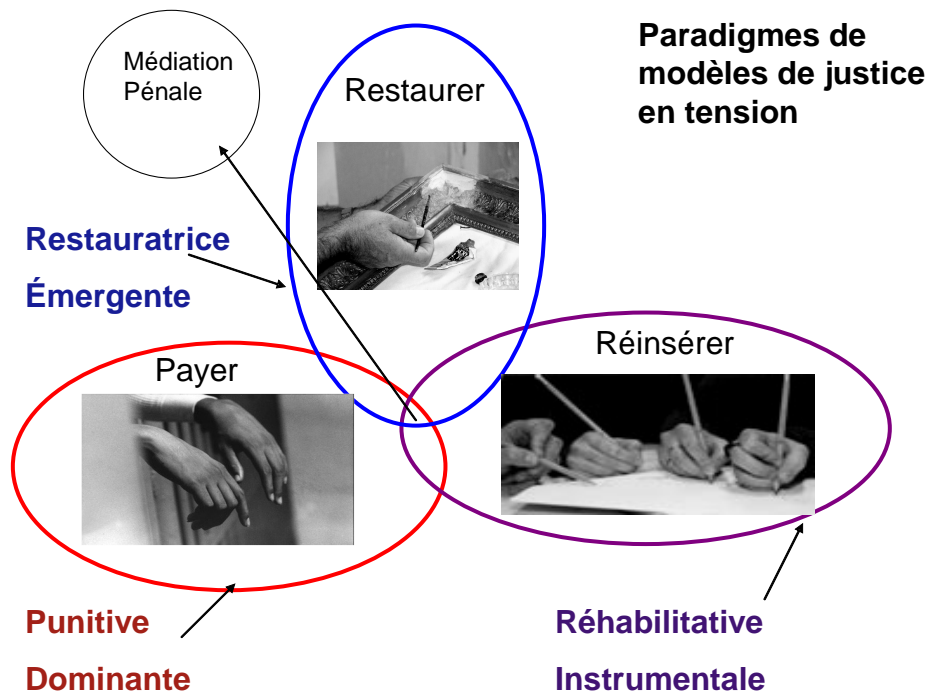 Paradigmes de
modèles de justice
en tension
Médiation
Pénale
Restaurer
Restauratrice
Émergente
Payer
Réinsérer
Punitive
Dominante
Réhabilitative
Instrumentale